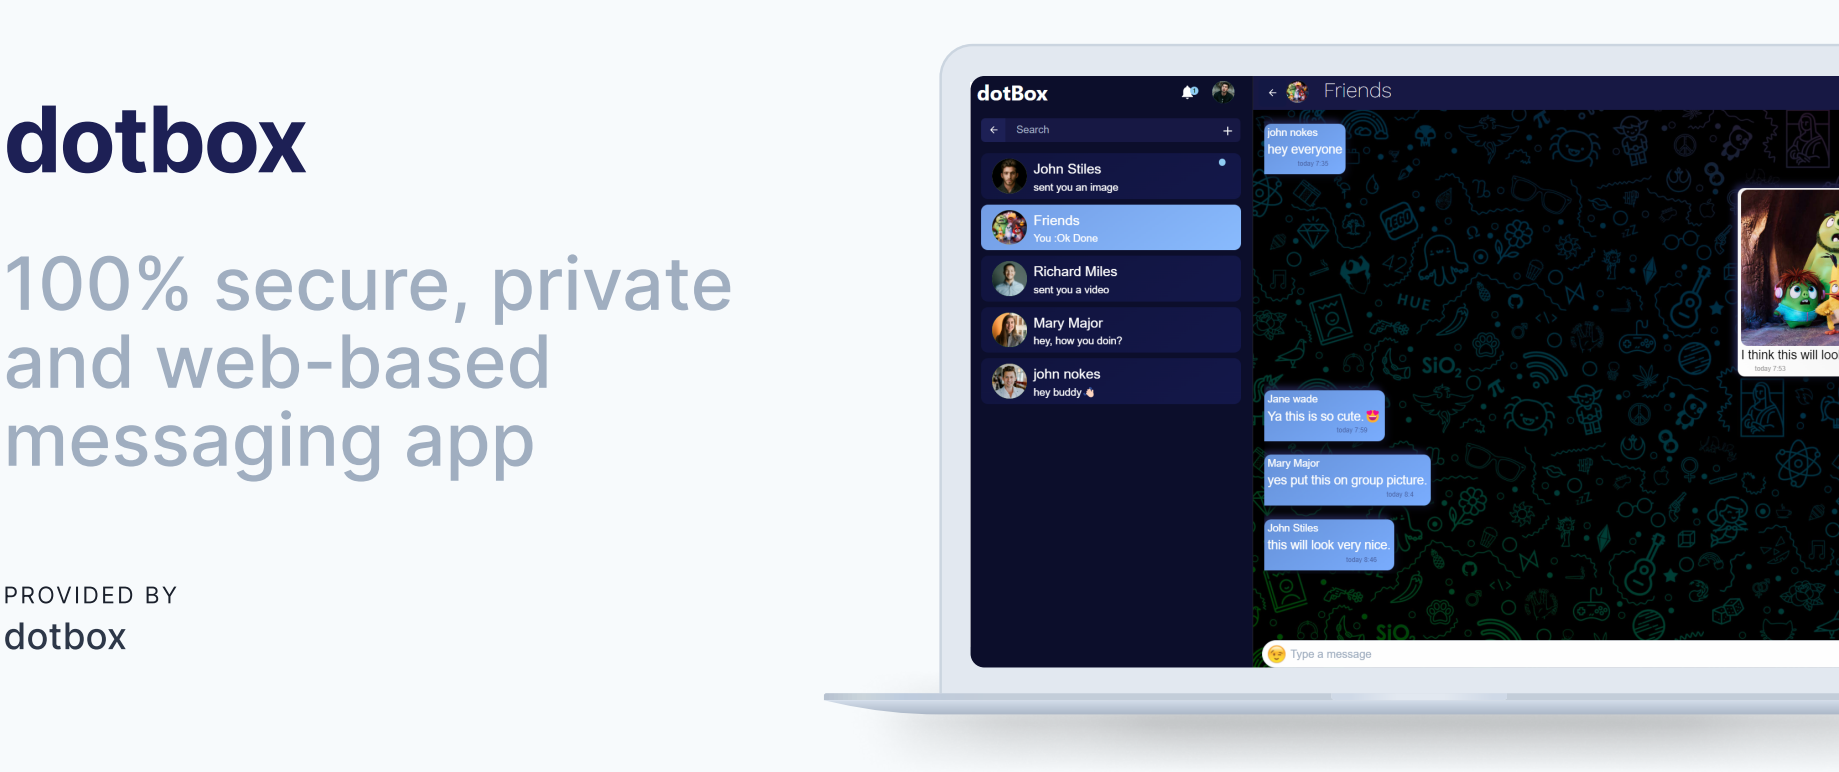 dotbox
100% secure, private
and web-based
messaging app
PROVIDED BY
dotbox
dotBox
Search
John Stiles
sent you an image
Friends
You :Ok Done
Richard Miles
sent you a video
Mary Major
hey, how you doin?
john nokes
hey buddy 👋🏻
Friends
john nokes
hey everyone
today 7:35
I think this will loo
today 7:53
Jane wade
Ya this is so cute. 😍
today 7:56
Mary Major
yes put this on group picture.
today 8:4
John Stiles
this will look very nice.
today 8:46
Type a message
LEGO
HUE
SiO₂
SiO₂